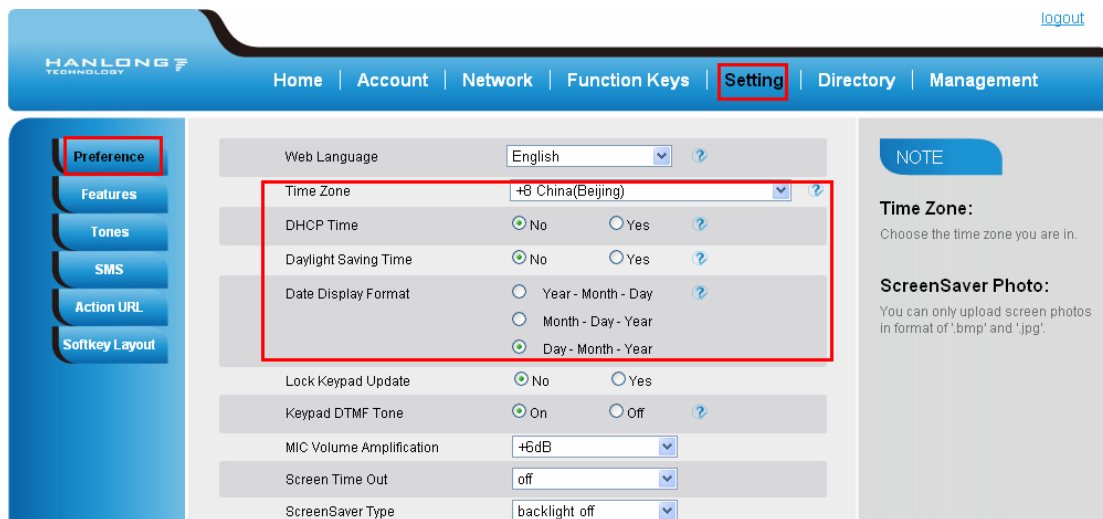 logout
HANLONG
TECHNOLOGY
Home | Account | Network | Function Keys | Setting | Directory | Management
Preference
Features
Tones
SMS
Action URL
Softkey Layout
Web Language English
Time Zone +8 China(Beijing)
DHCP Time No Yes
Daylight Saving Time No Yes
Date Display Format Year - Month - Day
Month - Day - Year
Day - Month - Year
Lock Keypad Update No Yes
Keypad DTMF Tone On Off
MIC Volume Amplification +6dB
Screen Time Out off
ScreenSaver Type backlight off
NOTE
Time Zone:
Choose the time zone you are in.
ScreenSaver Photo:
You can only upload screen photos
in format of '.bmp' and '.jpg'.